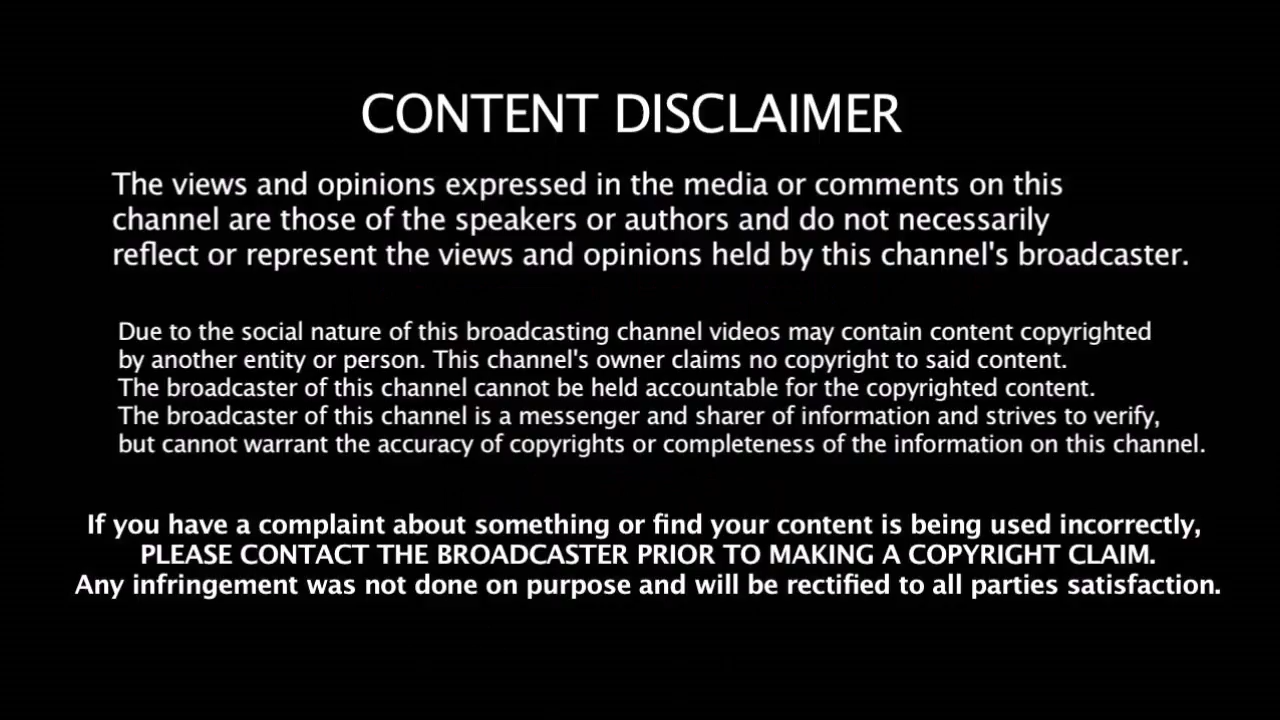 CONTENT DISCLAIMER
The views and opinions expressed in the media or comments on this
channel are those of the speakers or authors and do not necessarily
reflect or represent the views and opinions held by this channel's broadcaster.
Due to the social nature of this broadcasting channel videos may contain content copyrighted
by another entity or person. This channel's owner claims no copyright to said content.
The broadcaster of this channel cannot be held accountable for the copyrighted content.
The broadcaster of this channel is a messenger and sharer of information and strives to verify,
but cannot warrant the accuracy of copyrights or completeness of the information on this channel.
If you have a complaint about something or find your content is being used incorrectly,
PLEASE CONTACT THE BROADCASTER PRIOR TO MAKING A COPYRIGHT CLAIM.
Any infringement was not done on purpose and will be rectified to all parties satisfaction.